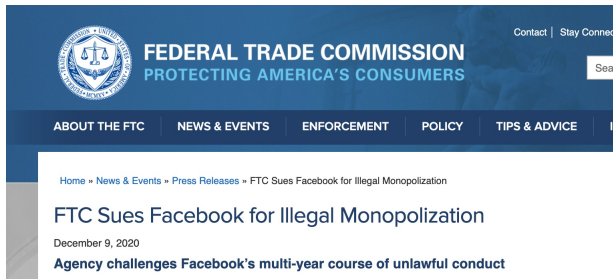 Contact | Stay
FEDERAL TRADE COMMISSION
PROTECTING AMERICA'S CONSUMERS
ABOUT THE FTC NEWS & EVENTS ENFORCEMENT POLICY TIPS & ADVICE
Home » News & Events » Press Releases » FTC Sues Facebook for Illegal Monopolization
FTC Sues Facebook for Illegal Monopolization
December 9, 2020
Agency challenges Facebook's multi-year course of unlawful conduct